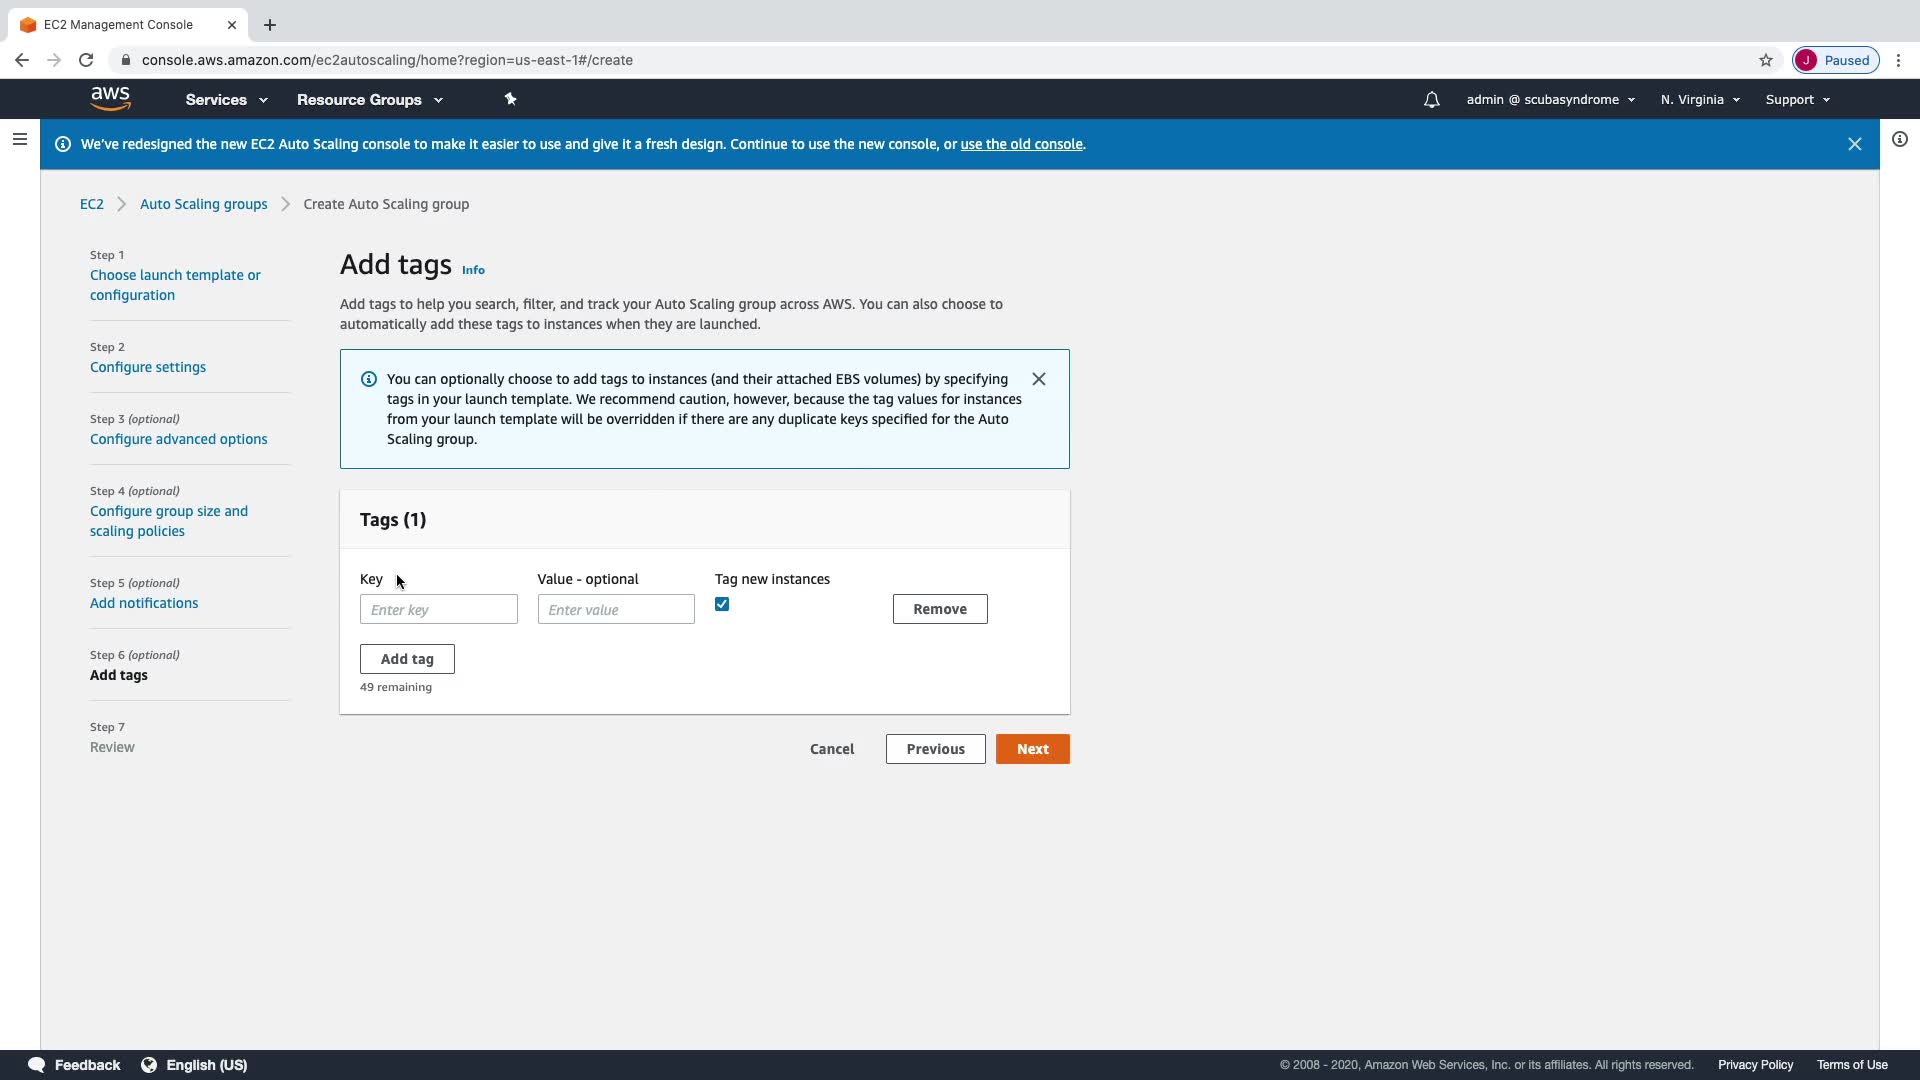 EC2 Management Console
console.aws.amazon.com/ec2autoscaling/home?region=us-east-1#/create
J Paused
aws Services Resource Groups admin @ scubasyndrome N. Virginia Support
We've redesigned the new EC2 Auto Scaling console to make it easier to use and give it a fresh design. Continue to use the new console, or use the old console.
EC2 Auto Scaling groups Create Auto Scaling group
Step 1
Choose launch template or
configuration
Step 2
Configure settings
Step 3 (optional)
Configure advanced options
Step 4 (optional)
Configure group size and
scaling policies
Step 5 (optional)
Add notifications
Step 6 (optional)
Add tags
Step 7
Review
Add tags Info
Add tags to help you search, filter, and track your Auto Scaling group across AWS. You can also choose to
automatically add these tags to instances when they are launched.
You can optionally choose to add tags to instances (and their attached EBS volumes) by specifying
tags in your launch template. We recommend caution, however, because the tag values for instances
from your launch template will be overridden if there are any duplicate keys specified for the Auto
Scaling group.
Tags (1)
Key Value - optional Tag new instances
Enter key Enter value Remove
Add tag
49 remaining
Cancel Previous Next
Feedback English (US) © 2008 - 2020, Amazon Web Services, Inc. or its affiliates. All rights reserved. Privacy Policy Terms of Use